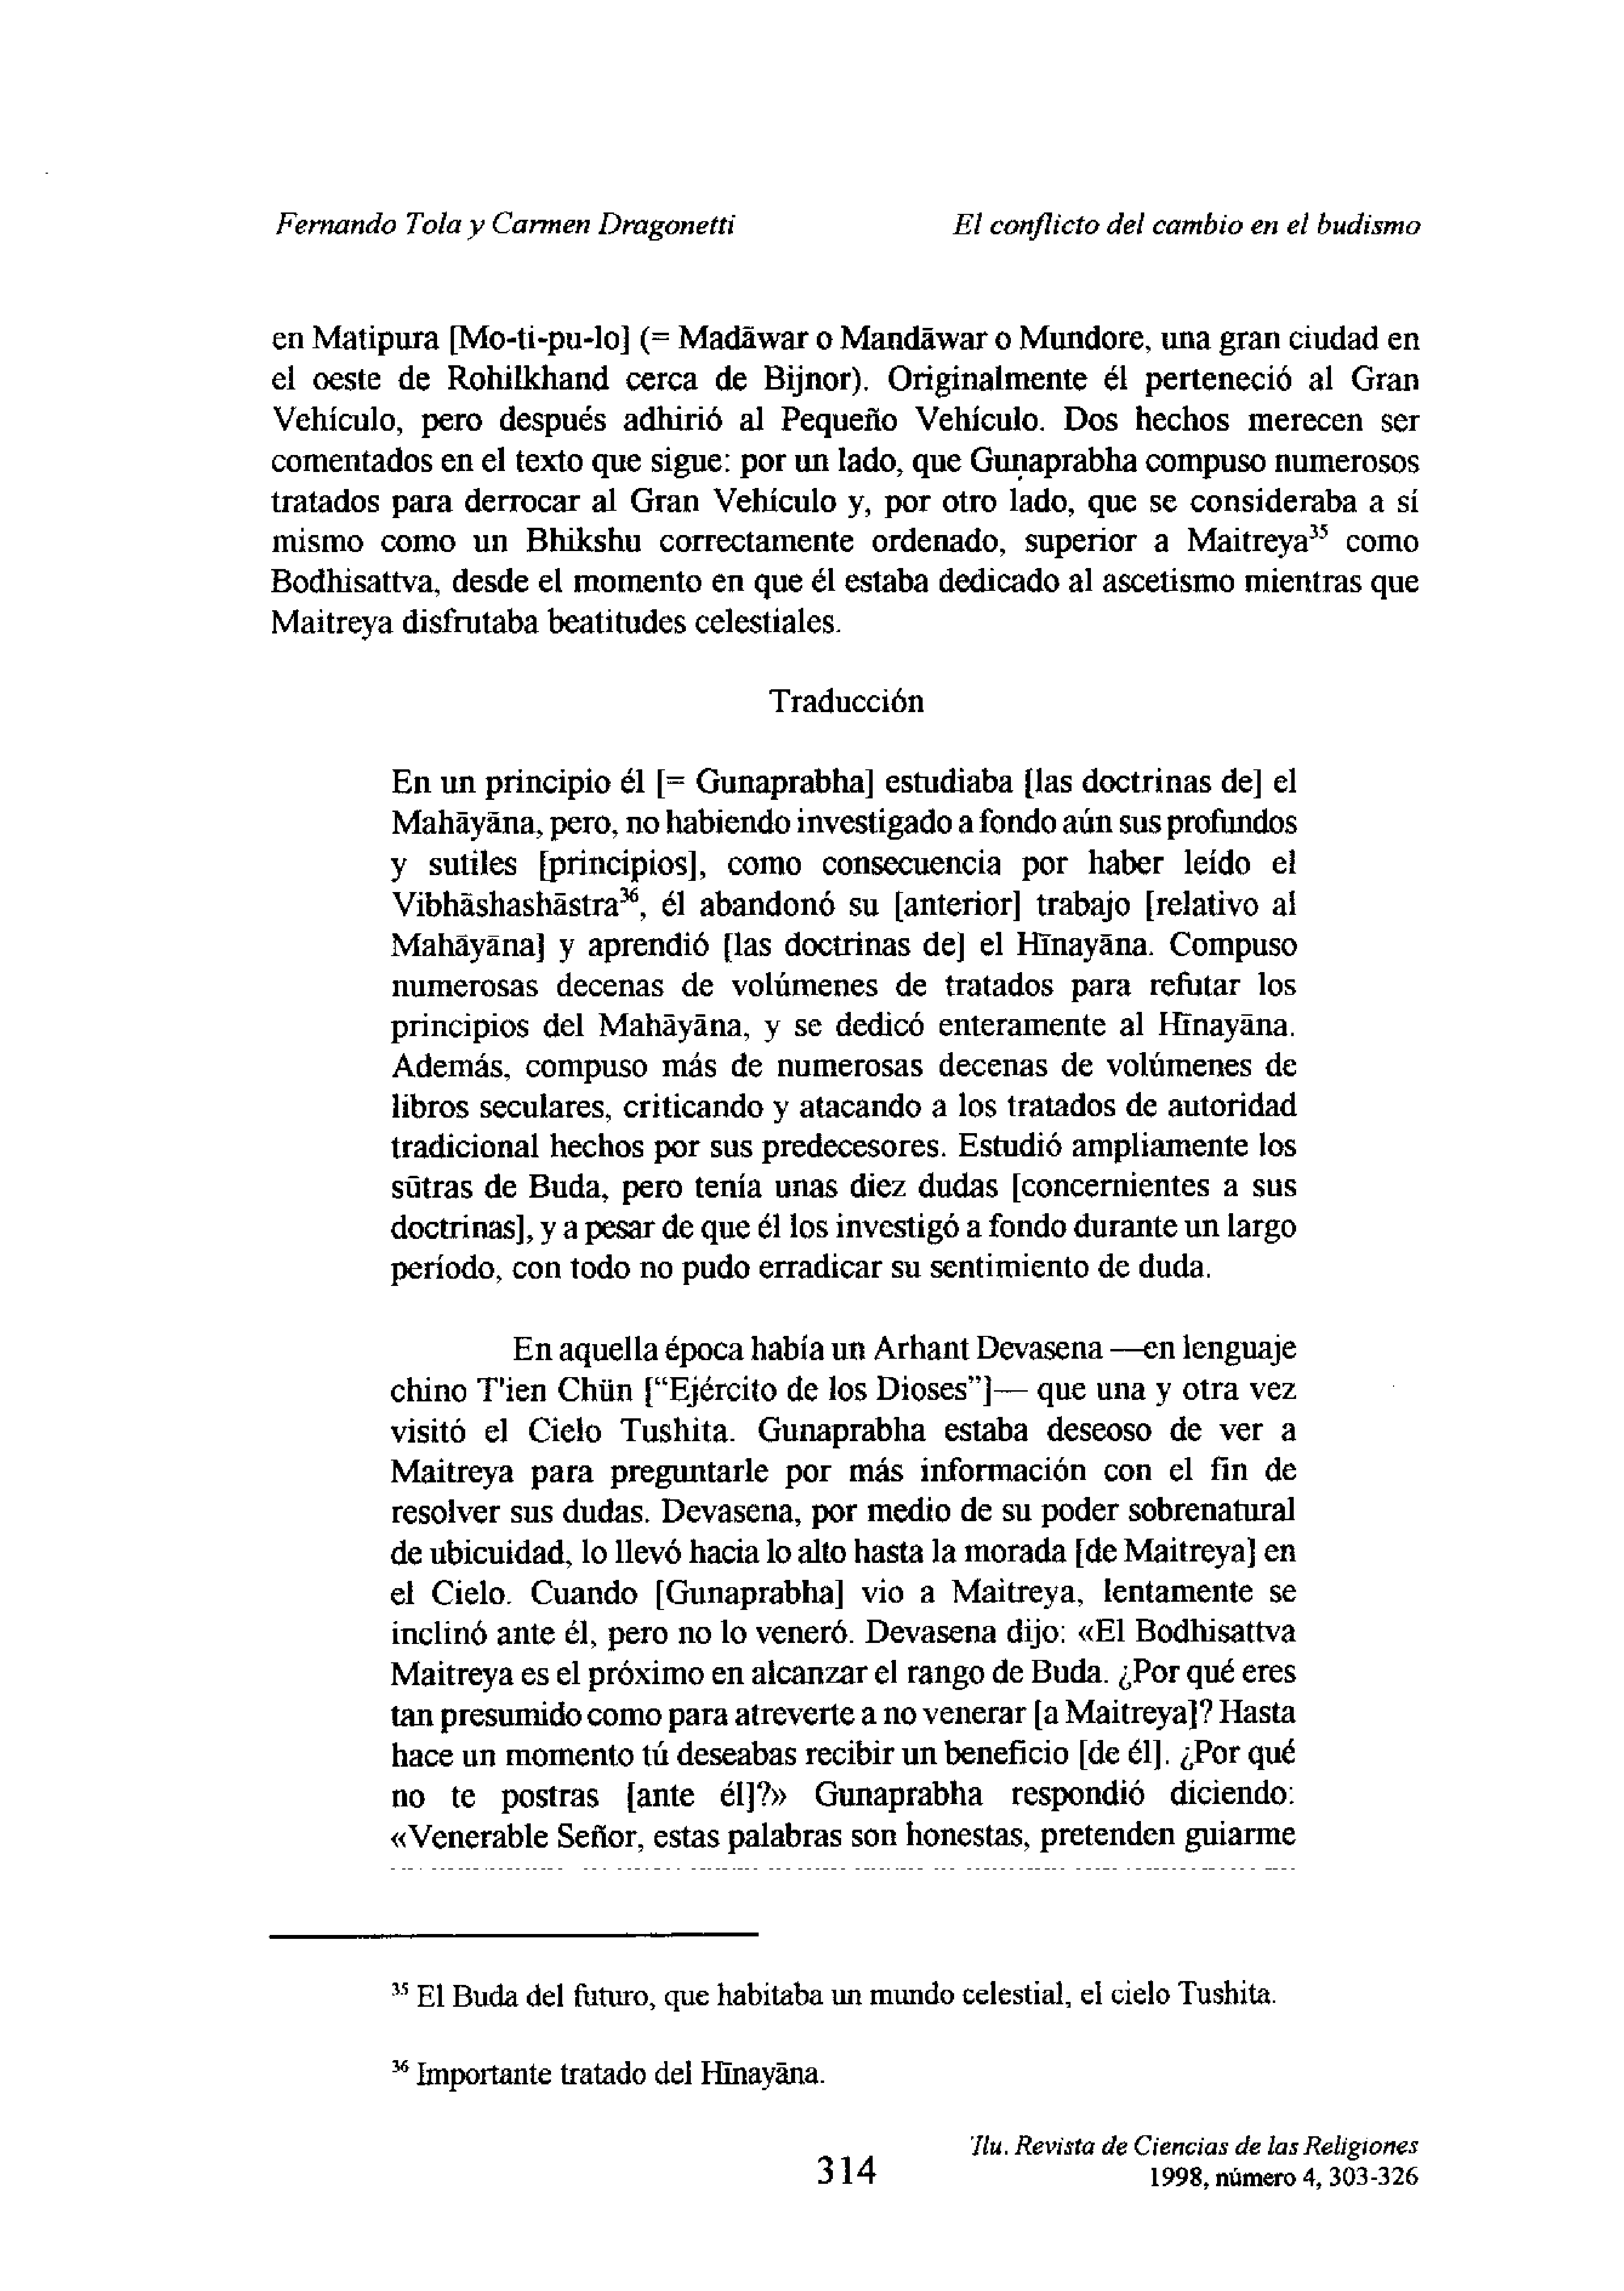 Fernando Tola y Carmen Dragonetti El conflicto del cambio en el budismo
en Matipura [Mo-ti-pu-lo] (= Madāwar o Mandāwar o Mundore, una gran ciudad en
el oeste de Rohilkhand cerca de Bijnor). Originalmente él perteneció al Gran
Vehículo, pero después adhirió al Pequeño Vehículo. Dos hechos merecen ser
comentados en el texto que sigue: por un lado, que Guṇaprabha compuso numerosos
tratados para derrocar al Gran Vehículo y, por otro lado, que se consideraba a sí
mismo como un Bhikshu correctamente ordenado, superior a Maitreya³⁵ como
Bodhisattva, desde el momento en que él estaba dedicado al ascetismo mientras que
Maitreya disfrutaba beatitudes celestiales.
Traducción
En un principio él [= Gunaprabha] estudiaba [las doctrinas de] el
Mahāyāna, pero, no habiendo investigado a fondo aún sus profundos
y sutiles [principios], como consecuencia por haber leído el
Vibhāshashāstra³⁶, él abandonó su [anterior] trabajo [relativo al
Mahāyāna] y aprendió [las doctrinas de] el Hīnayāna. Compuso
numerosas decenas de volúmenes de tratados para refutar los
principios del Mahāyāna, y se dedicó enteramente al Hīnayāna.
Además, compuso más de numerosas decenas de volúmenes de
libros seculares, criticando y atacando a los tratados de autoridad
tradicional hechos por sus predecesores. Estudió ampliamente los
sūtras de Buda, pero tenía unas diez dudas [concernientes a sus
doctrinas], y a pesar de que él los investigó a fondo durante un largo
período, con todo no pudo erradicar su sentimiento de duda.
En aquella época había un Arhant Devasena —en lenguaje
chino T'ien Chün [“Ejército de los Dioses”]— que una y otra vez
visitó el Cielo Tushita. Gunaprabha estaba deseoso de ver a
Maitreya para preguntarle por más información con el fin de
resolver sus dudas. Devasena, por medio de su poder sobrenatural
de ubicuidad, lo llevó hacia lo alto hasta la morada [de Maitreya] en
el Cielo. Cuando [Gunaprabha] vio a Maitreya, lentamente se
inclinó ante él, pero no lo veneró. Devasena dijo: «El Bodhisattva
Maitreya es el próximo en alcanzar el rango de Buda. ¿Por qué eres
tan presumido como para atreverte a no venerar [a Maitreya]? Hasta
hace un momento tú deseabas recibir un beneficio [de él]. ¿Por qué
no te postras [ante él]?» Gunaprabha respondió diciendo:
«Venerable Señor, estas palabras son honestas, pretenden guiarme
³⁵ El Buda del futuro, que habitaba un mundo celestial, el cielo Tushita.
³⁶ Importante tratado del Hīnayāna.
'Ilu. Revista de Ciencias de las Religiones
314 1998, número 4, 303-326